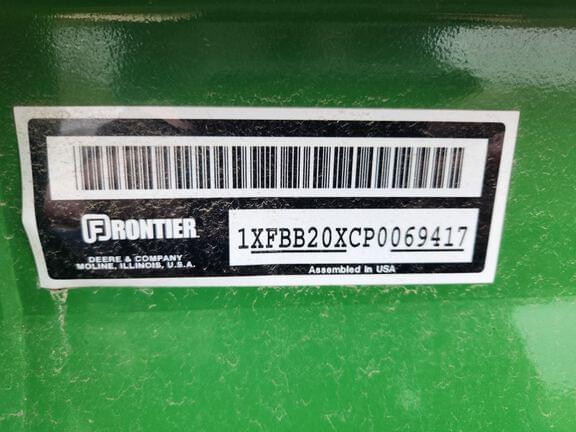 FRONTIER
DEERE & COMPANY
MOLINE, ILLINOIS, U.S.A.
1XFBB20XCP0069417
Assembled in USA